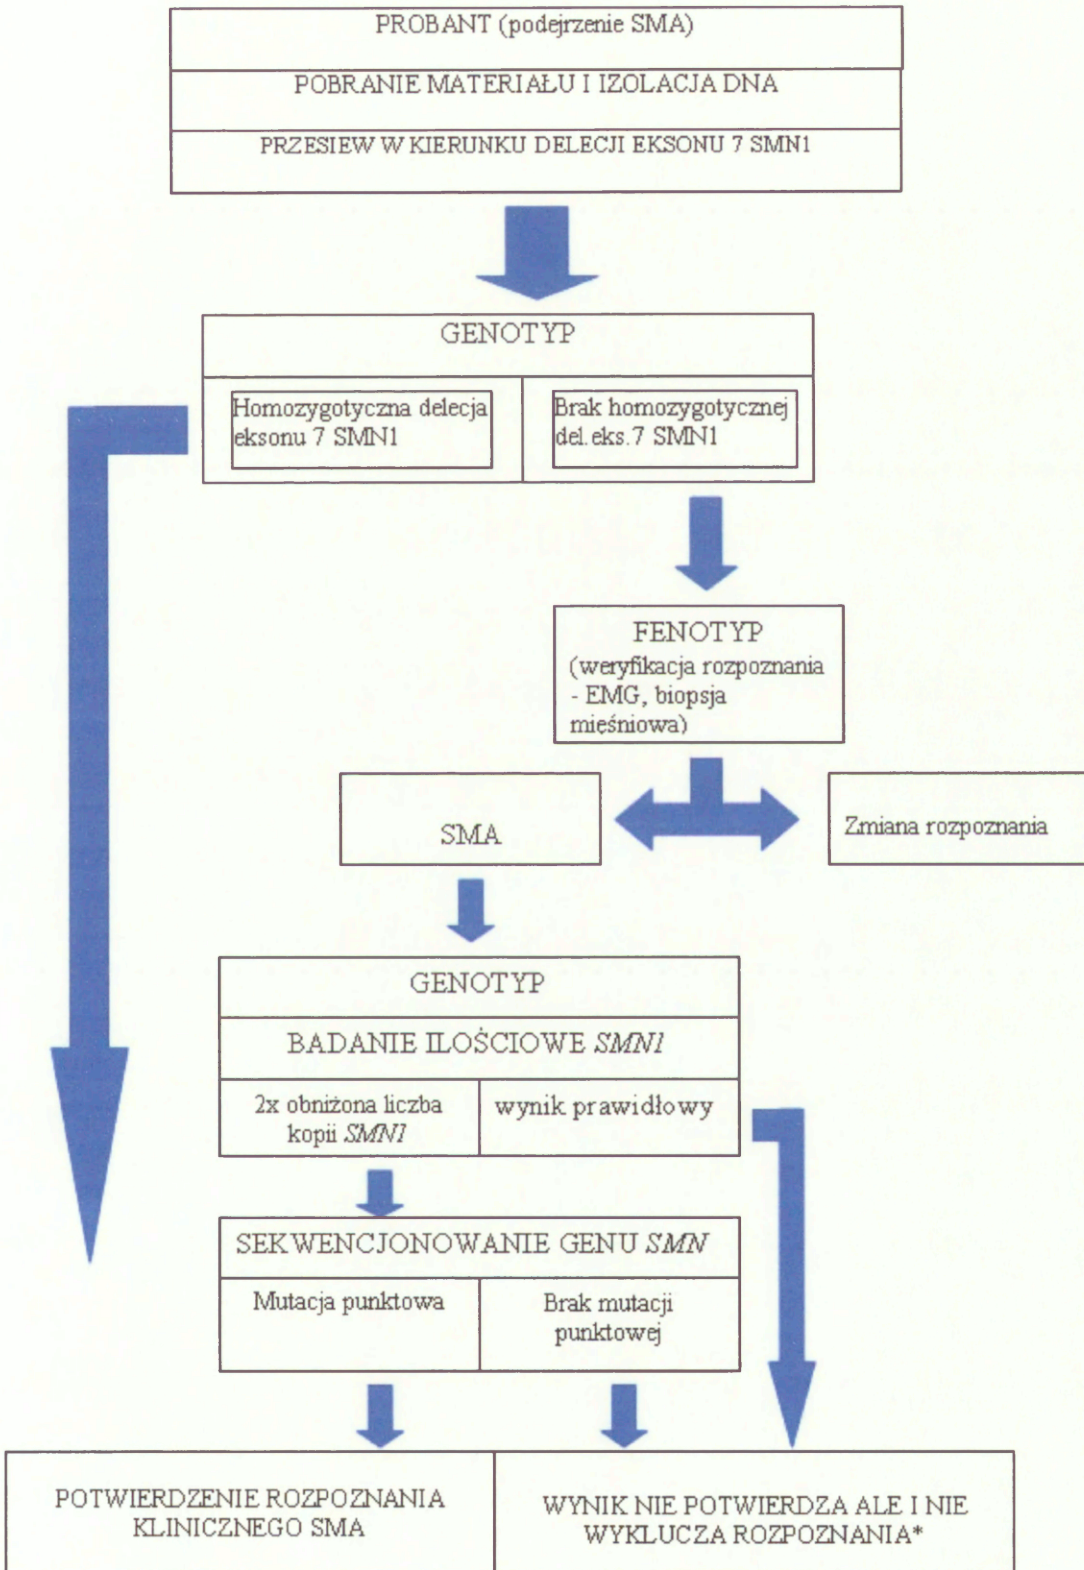 PROBANT (podejrzenie SMA)
POBRANIE MATERIAŁU I IZOLACJA DNA
PRZESIEW W KIERUNKU DELECJI EKSONU 7 SMN1
GENOTYP
Homozygotyczna delecja
eksonu 7 SMN1
Brak homozygotycznej
del.eks.7 SMN1
FENOTYP
(weryfikacja rozpoznania
- EMG, biopsja
mięśniowa)
SMA
Zmiana rozpoznania
GENOTYP
BADANIE ILOŚCIOWE SMN1
2x obniżona liczba
kopii SMN1
wynik prawidłowy
SEKWENCJONOWANIE GENU SMN
Mutacja punktowa
Brak mutacji
punktowej
POTWIERDZENIE ROZPOZNANIA
KLINICZNEGO SMA
WYNIK NIE POTWIERDZA ALE I NIE
WYKLUCZA ROZPOZNANIA*